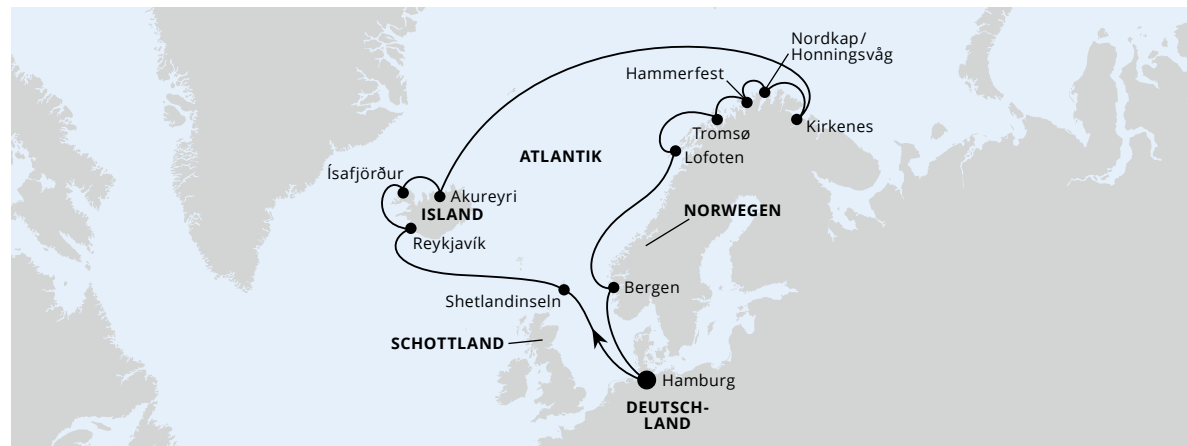 Nordkap/
Honningsvåg
Hammerfest
Tromsø
Kirkenes
ATLANTIK
Lofoten
Ísafjörður
Akureyri
ISLAND
NORWEGEN
Reykjavík
Bergen
Shetlandinseln
SCHOTTLAND
Hamburg
DEUTSCH-
LAND